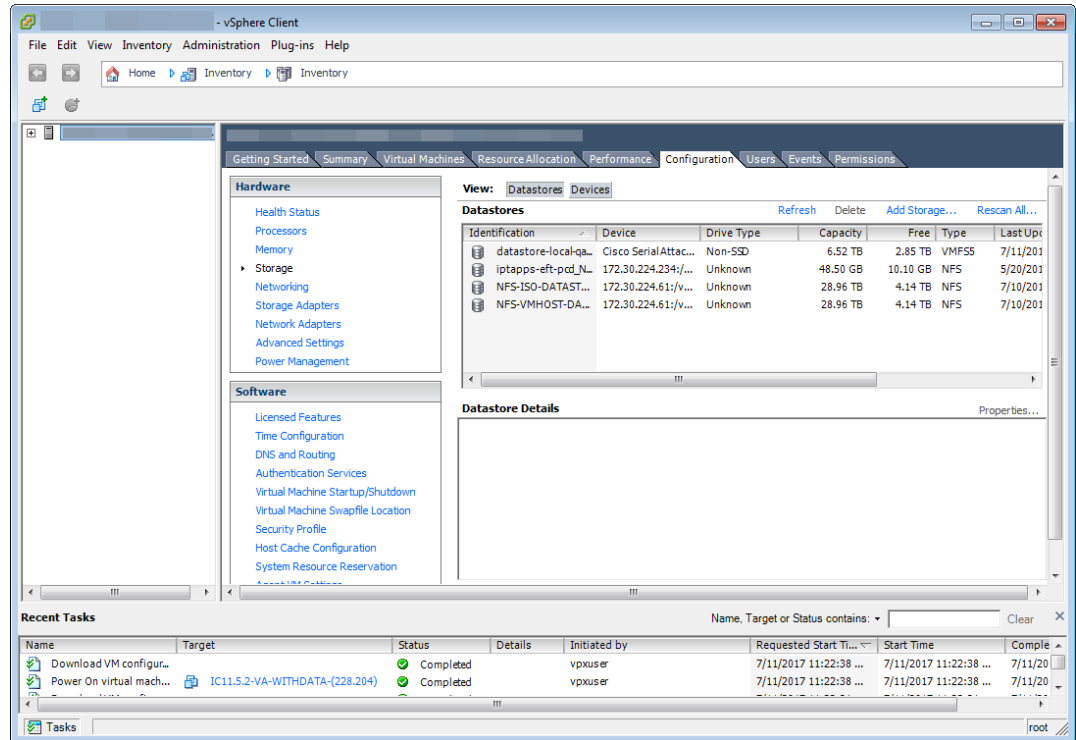 - vSphere Client
File Edit View Inventory Administration Plug-ins Help
Home Inventory Inventory
Getting Started Summary Virtual Machines Resource Allocation Performance Configuration Users Events Permissions
Hardware
Health Status
Processors
Memory
Storage
Networking
Storage Adapters
Network Adapters
Advanced Settings
Power Management
Software
Licensed Features
Time Configuration
DNS and Routing
Authentication Services
Virtual Machine Startup/Shutdown
Virtual Machine Swapfile Location
Security Profile
Host Cache Configuration
System Resource Reservation
View: Datastores Devices
Datastores Refresh Delete Add Storage... Rescan All...
Identification Device Drive Type Capacity Free Type Last Upd
datastore-local-qa... Cisco Serial Attac... Non-SSD 6.52 TB 2.85 TB VMFS5 7/11/201
iptapps-eft-pcd_N... 172.30.224.234:/... Unknown 48.50 GB 10.10 GB NFS 5/20/201
NFS-ISO-DATAST... 172.30.224.61:/v... Unknown 28.96 TB 4.14 TB NFS 7/10/201
NFS-VMHOST-DA... 172.30.224.61:/v... Unknown 28.96 TB 4.14 TB NFS 7/10/201
Datastore Details Properties...
Recent Tasks Name, Target or Status contains: Clear
Name Target Status Details Initiated by Requested Start Ti... Start Time Comple
Download VM configur... Completed vpxuser 7/11/2017 11:22:38 ... 7/11/2017 11:22:38 ... 7/11/20
Power On virtual mach... IC11.5.2-VA-WITHDATA-(228.204) Completed vpxuser 7/11/2017 11:22:38 ... 7/11/2017 11:22:38 ... 7/11/20
Tasks root